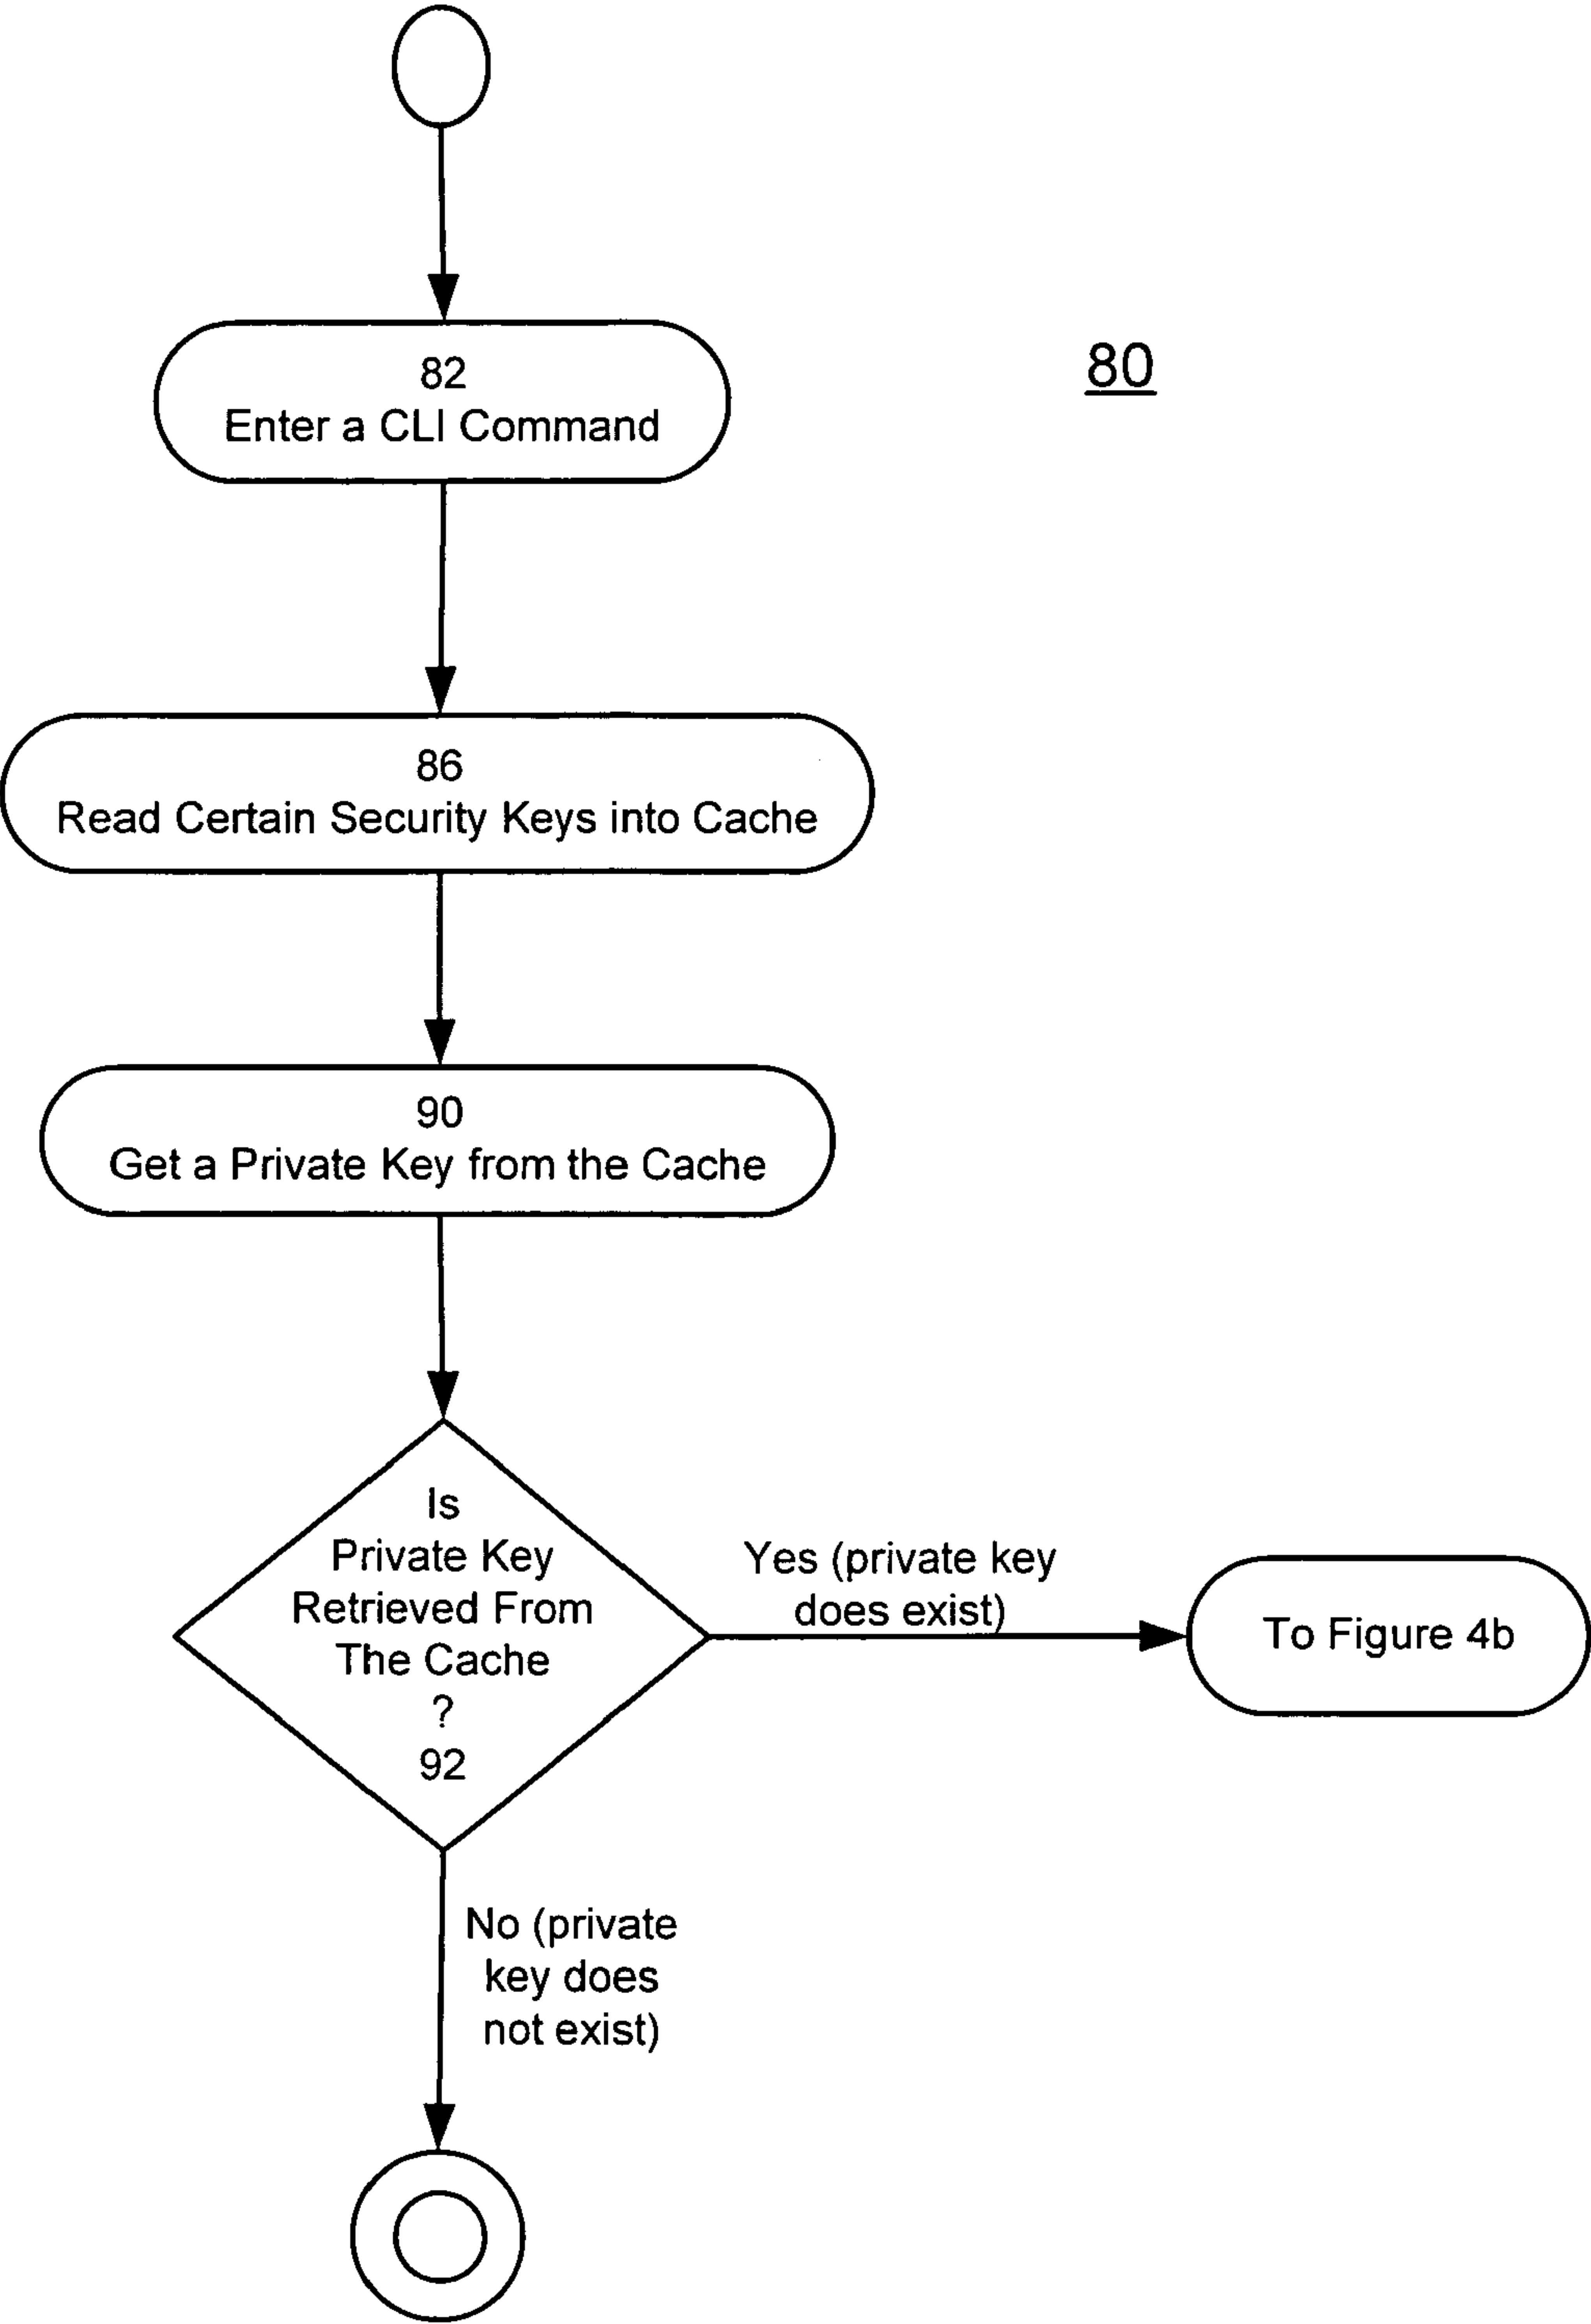 80
82
Enter a CLI Command
86
Read Certain Security Keys into Cache
90
Get a Private Key from the Cache
Is
Private Key
Retrieved From
The Cache
?
92
Yes (private key
does exist)
To Figure 4b
No (private
key does
not exist)